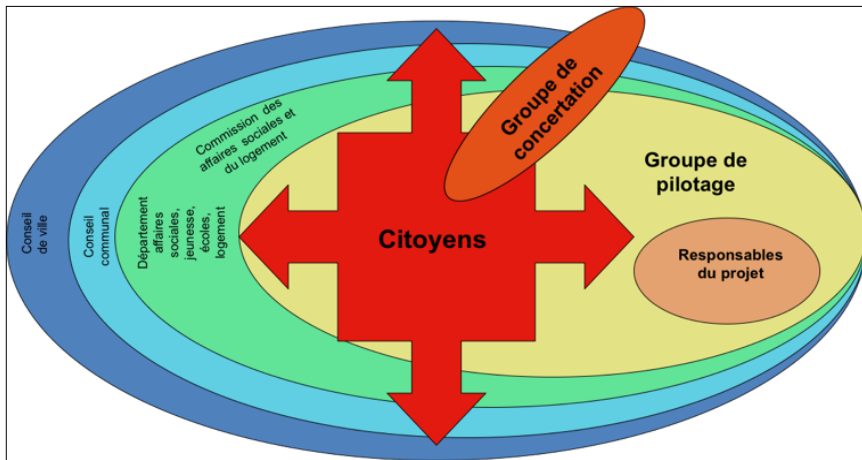 Conseil
de ville
Conseil
communal
Département
affaires
sociales,
jeunesse,
écoles,
logement
Commission des
affaires sociales et
du logement
Citoyens
Groupe de
concertation
Groupe de
pilotage
Responsables
du projet